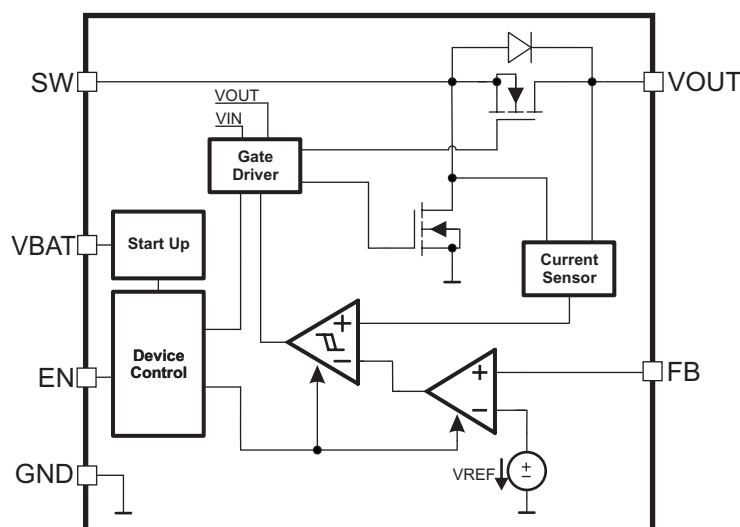 SW
VOUT
VOUT
VIN
Gate
Driver
VBAT
Start Up
Current
Sensor
EN
Device
Control
FB
GND
VREF